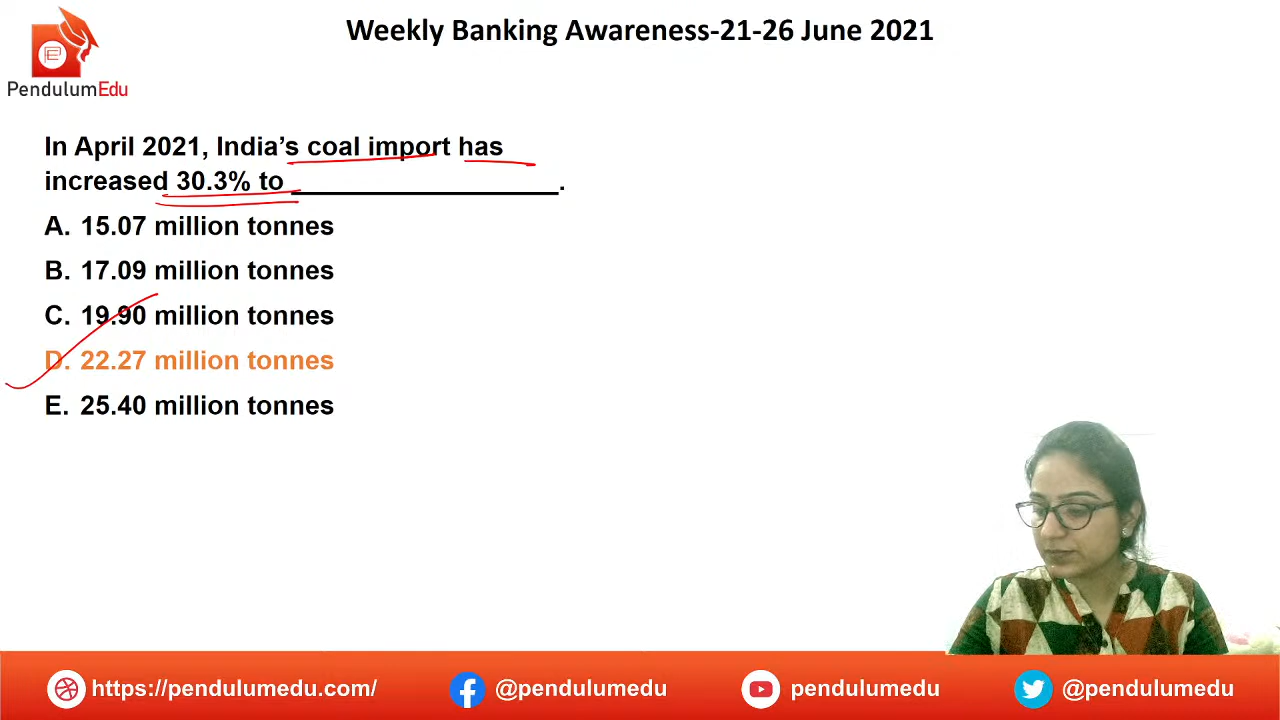 Weekly Banking Awareness-21-26 June 2021
PendulumEdu
In April 2021, India’s coal import has
increased 30.3% to ____________________.
A. 15.07 million tonnes
B. 17.09 million tonnes
C. 19.90 million tonnes
D. 22.27 million tonnes
E. 25.40 million tonnes
https://pendulumedu.com/ @pendulumedu pendulumedu @pendulumedu